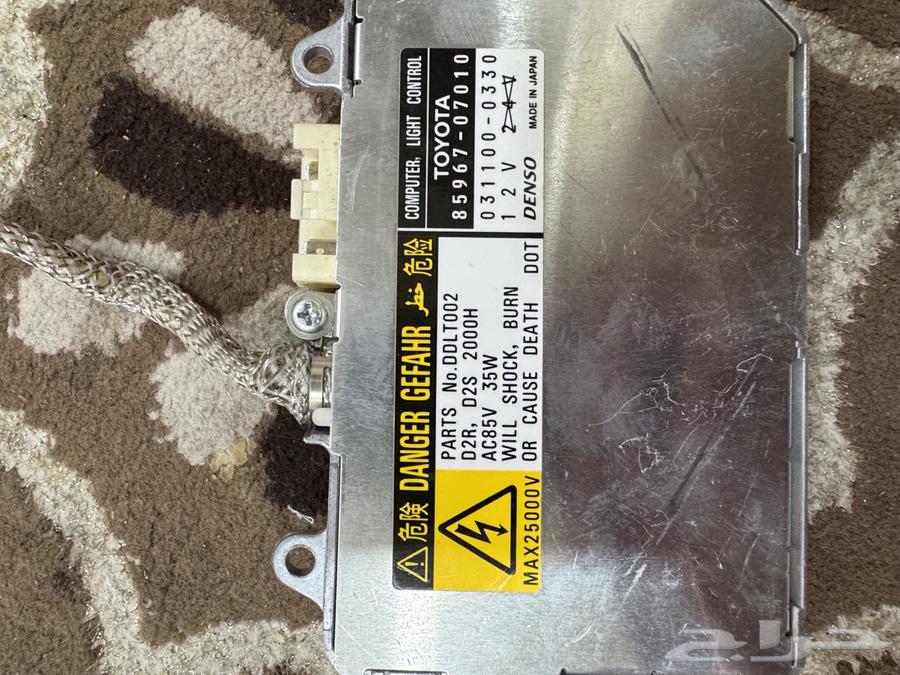 COMPUTER, LIGHT CONTROL
TOYOTA
85967-07010
031100-0330
12V 24V
DENSO MADE IN JAPAN
危険 DANGER GEFAHR خطر 危险
PARTS No.DDLT002
D2R, D2S 2000H
AC85V 35W
WILL SHOCK, BURN
OR CAUSE DEATH DOT
MAX25000V
حراج